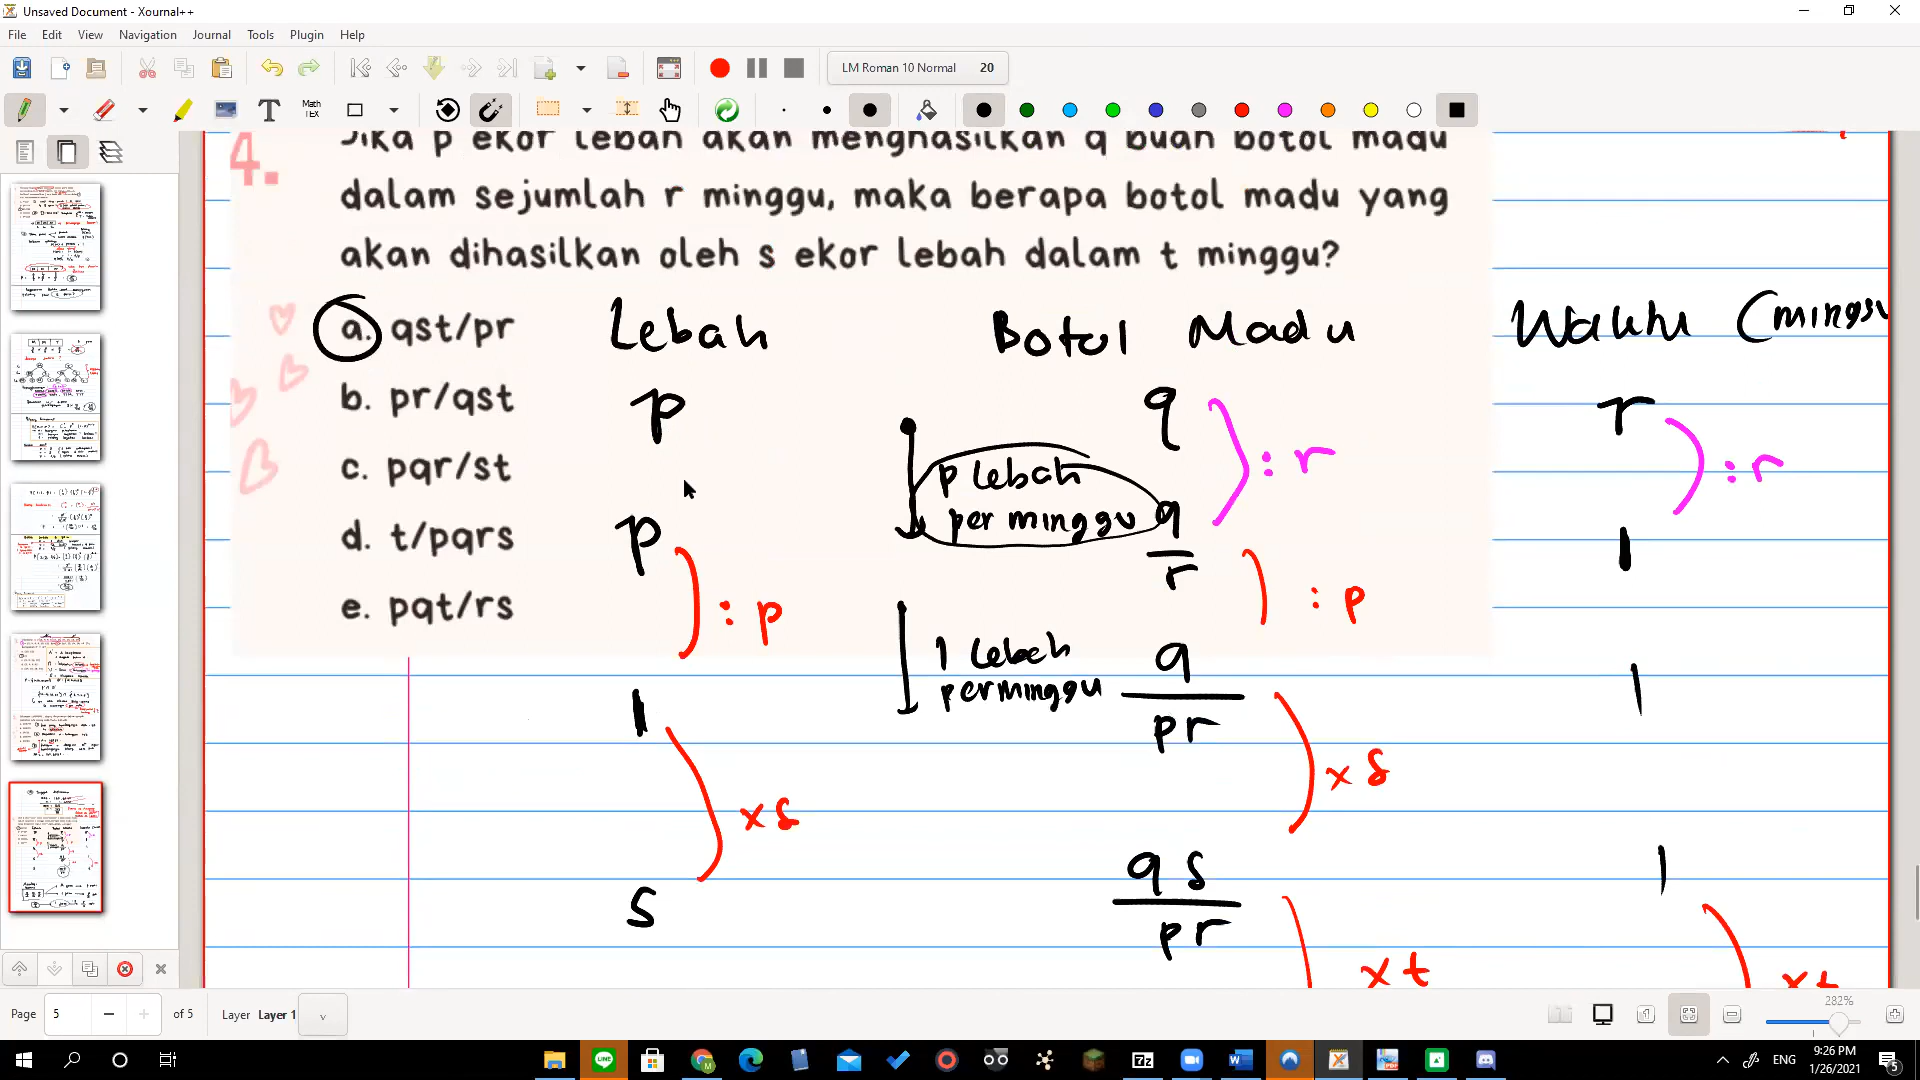 Unsaved Document - Xournal++
File Edit View Navigation Journal Tools Plugin Help
LM Roman 10 Normal 20
Math
TEX
4. Jika p ekor lebah akan menghasilkan q buah botol madu
dalam sejumlah r minggu, maka berapa botol madu yang
akan dihasilkan oleh s ekor lebah dalam t minggu?
a. qst/pr
b. pr/qst
c. pqr/st
d. t/pqrs
e. pqt/rs
Lebah Botol Madu Waktu (minggu
p q r
: r : r
p lebah
per minggu
p q/r 1
: p : p
1 lebah
perminggu
1 q/pr 1
x s x s
s qs/pr 1
x t x t
Page 5 of 5 Layer Layer 1 v
282%
ENG
9:26 PM
1/26/2021
5